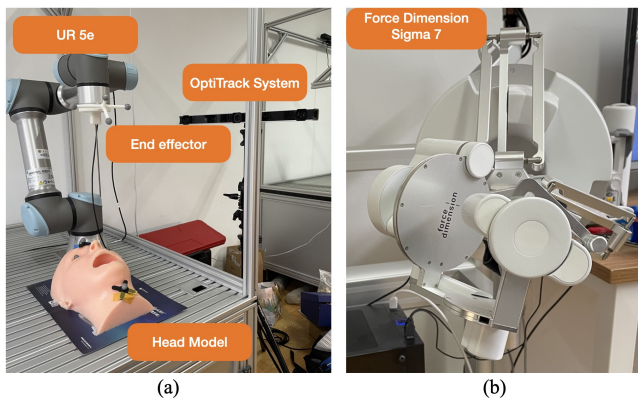 UR 5e
OptiTrack System
End effector
Head Model
(a)
Force Dimension
Sigma 7
force
dimension
(b)